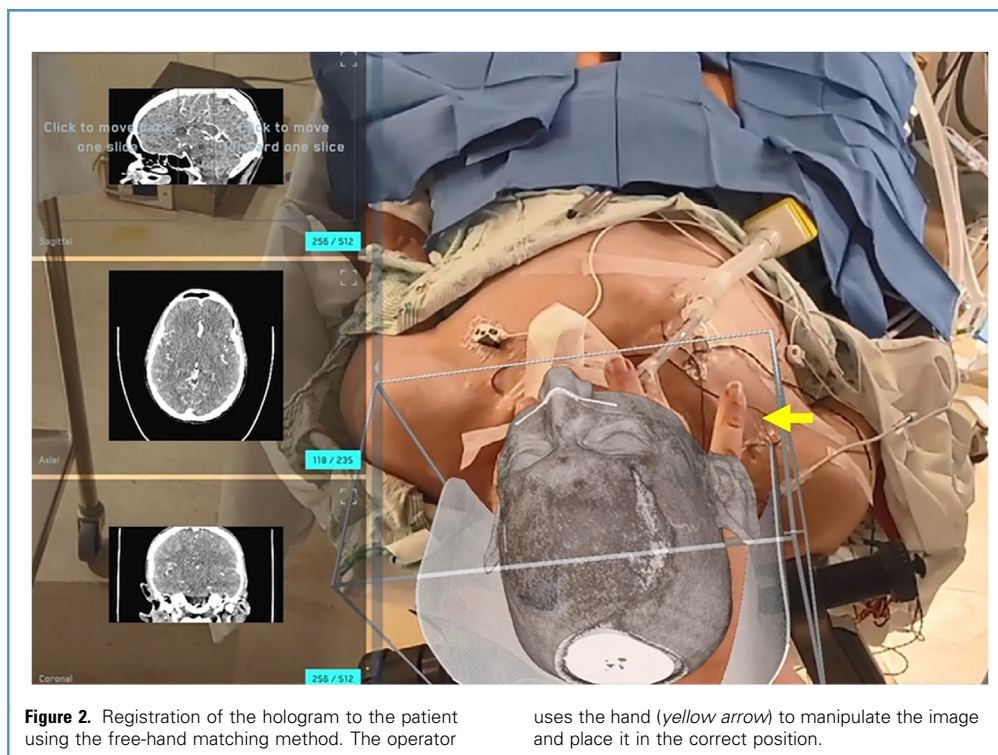 Click to move back
one slice
Click to move
forward one slice
Sagittal
256 / 512
Axial
118 / 235
Coronal
256 / 512
Figure 2. Registration of the hologram to the patient
using the free-hand matching method. The operator
uses the hand (yellow arrow) to manipulate the image
and place it in the correct position.